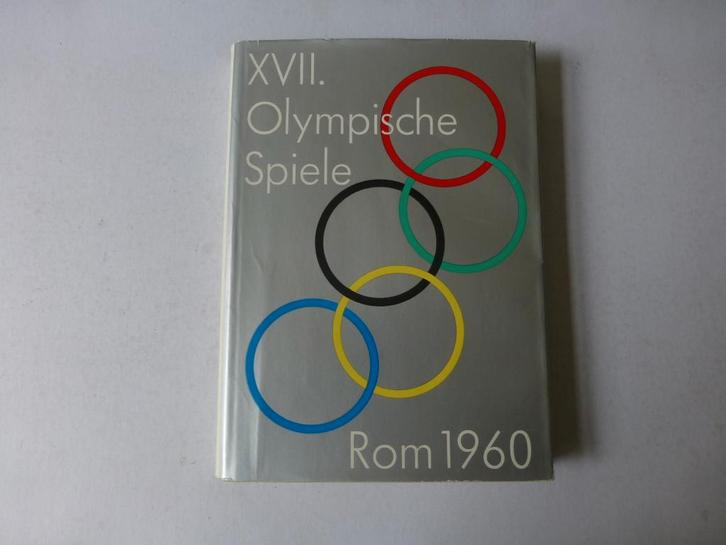 XVII.
Olympische
Spiele
Rom 1960